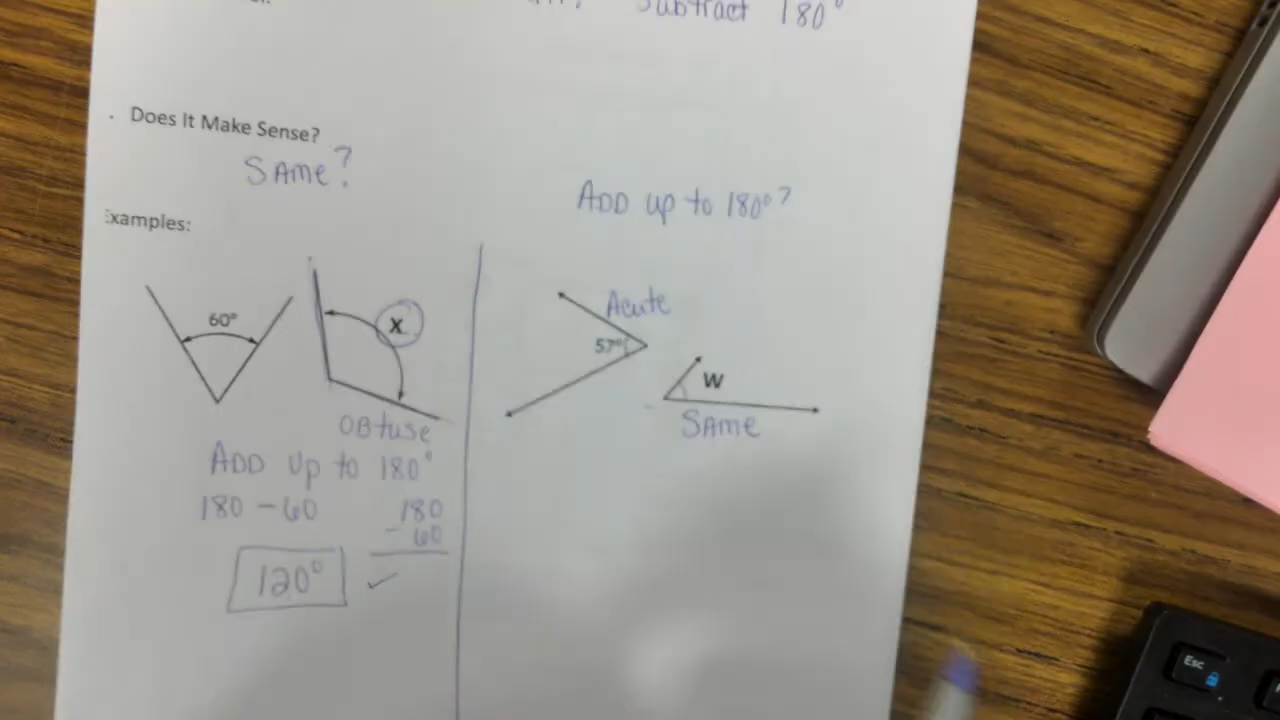 Subtract 180°
. Does It Make Sense?
SAME?
ADD up to 180°?
Examples:
60°
X
OBtuse
ADD Up to 180°
180 - 60
180
- 60
120° ✓
Acute
57°
W
SAME
Esc